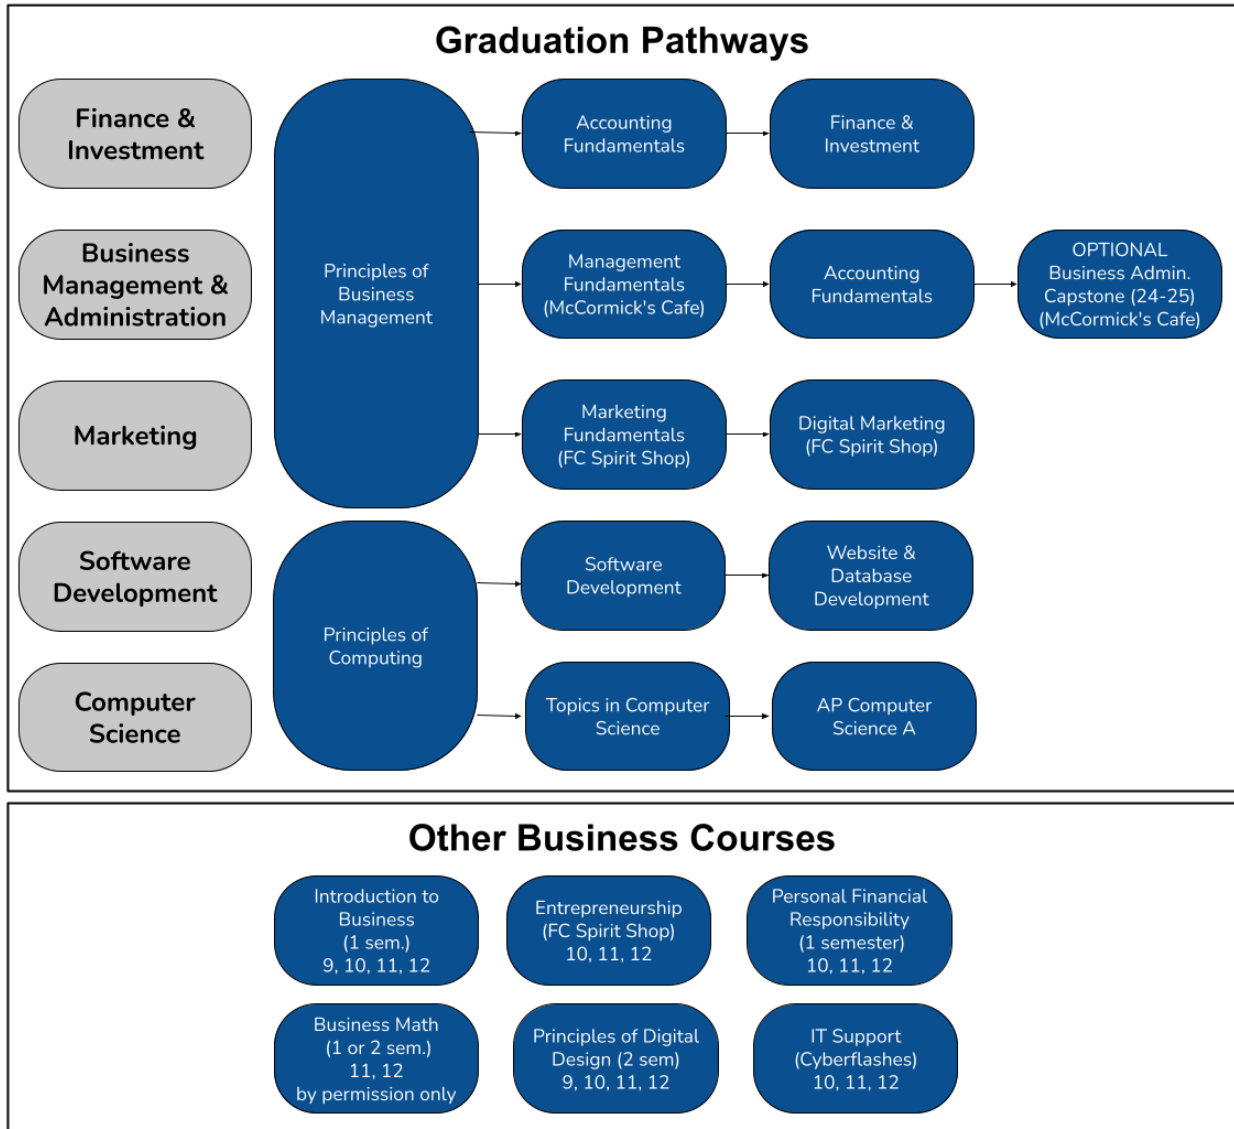 Graduation Pathways
Finance &
Investment
Accounting
Fundamentals
Finance &
Investment
Business
Management &
Administration
Principles of
Business
Management
Management
Fundamentals
(McCormick's Cafe)
Accounting
Fundamentals
OPTIONAL
Business Admin.
Capstone (24-25)
(McCormick's Cafe)
Marketing
Marketing
Fundamentals
(FC Spirit Shop)
Digital Marketing
(FC Spirit Shop)
Software
Development
Principles of
Computing
Software
Development
Website &
Database
Development
Computer
Science
Topics in Computer
Science
AP Computer
Science A
Other Business Courses
Introduction to
Business
(1 sem.)
9, 10, 11, 12
Entrepreneurship
(FC Spirit Shop)
10, 11, 12
Personal Financial
Responsibility
(1 semester)
10, 11, 12
Business Math
(1 or 2 sem.)
11, 12
by permission only
Principles of Digital
Design (2 sem)
9, 10, 11, 12
IT Support
(Cyberflashes)
10, 11, 12